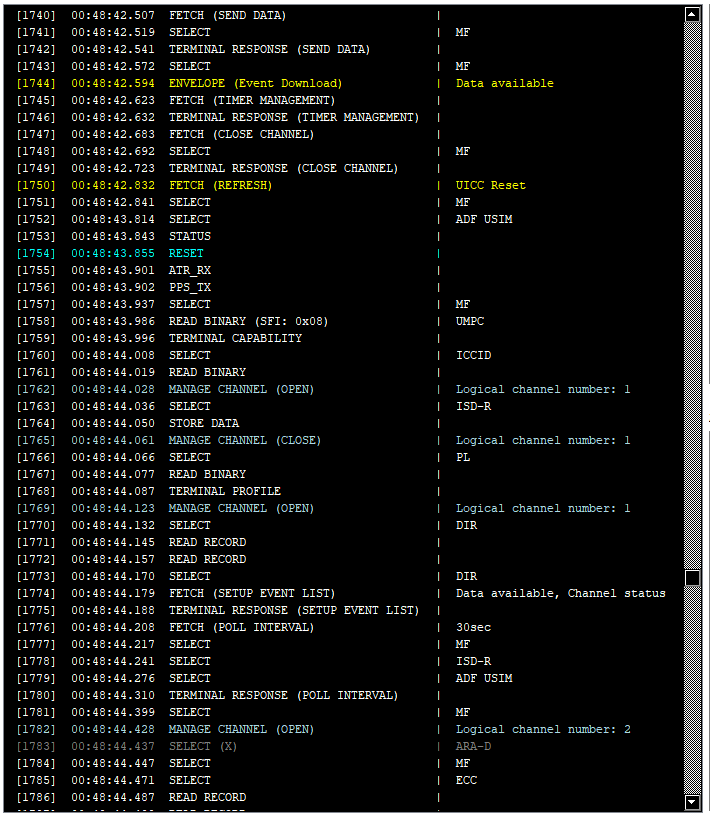 [1740] 00:48:42.507 FETCH (SEND DATA) |
[1741] 00:48:42.519 SELECT | MF
[1742] 00:48:42.541 TERMINAL RESPONSE (SEND DATA) |
[1743] 00:48:42.572 SELECT | MF
[1744] 00:48:42.594 ENVELOPE (Event Download) | Data available
[1745] 00:48:42.623 FETCH (TIMER MANAGEMENT) |
[1746] 00:48:42.632 TERMINAL RESPONSE (TIMER MANAGEMENT) |
[1747] 00:48:42.683 FETCH (CLOSE CHANNEL) |
[1748] 00:48:42.692 SELECT | MF
[1749] 00:48:42.723 TERMINAL RESPONSE (CLOSE CHANNEL) |
[1750] 00:48:42.832 FETCH (REFRESH) | UICC Reset
[1751] 00:48:42.841 SELECT | MF
[1752] 00:48:43.814 SELECT | ADF USIM
[1753] 00:48:43.843 STATUS |
[1754] 00:48:43.855 RESET |
[1755] 00:48:43.901 ATR_RX |
[1756] 00:48:43.902 PPS_TX |
[1757] 00:48:43.937 SELECT | MF
[1758] 00:48:43.986 READ BINARY (SFI: 0x08) | UMPC
[1759] 00:48:43.996 TERMINAL CAPABILITY |
[1760] 00:48:44.008 SELECT | ICCID
[1761] 00:48:44.019 READ BINARY |
[1762] 00:48:44.028 MANAGE CHANNEL (OPEN) | Logical channel number: 1
[1763] 00:48:44.036 SELECT | ISD-R
[1764] 00:48:44.050 STORE DATA |
[1765] 00:48:44.061 MANAGE CHANNEL (CLOSE) | Logical channel number: 1
[1766] 00:48:44.066 SELECT | PL
[1767] 00:48:44.077 READ BINARY |
[1768] 00:48:44.087 TERMINAL PROFILE |
[1769] 00:48:44.123 MANAGE CHANNEL (OPEN) | Logical channel number: 1
[1770] 00:48:44.132 SELECT | DIR
[1771] 00:48:44.145 READ RECORD |
[1772] 00:48:44.157 READ RECORD |
[1773] 00:48:44.170 SELECT | DIR
[1774] 00:48:44.179 FETCH (SETUP EVENT LIST) | Data available, Channel status
[1775] 00:48:44.188 TERMINAL RESPONSE (SETUP EVENT LIST) |
[1776] 00:48:44.208 FETCH (POLL INTERVAL) | 30sec
[1777] 00:48:44.217 SELECT | MF
[1778] 00:48:44.241 SELECT | ISD-R
[1779] 00:48:44.276 SELECT | ADF USIM
[1780] 00:48:44.310 TERMINAL RESPONSE (POLL INTERVAL) |
[1781] 00:48:44.399 SELECT | MF
[1782] 00:48:44.428 MANAGE CHANNEL (OPEN) | Logical channel number: 2
[1783] 00:48:44.437 SELECT (X) | ARA-D
[1784] 00:48:44.447 SELECT | MF
[1785] 00:48:44.471 SELECT | ECC
[1786] 00:48:44.487 READ RECORD |